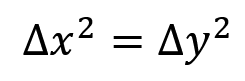 Δx² = Δy²